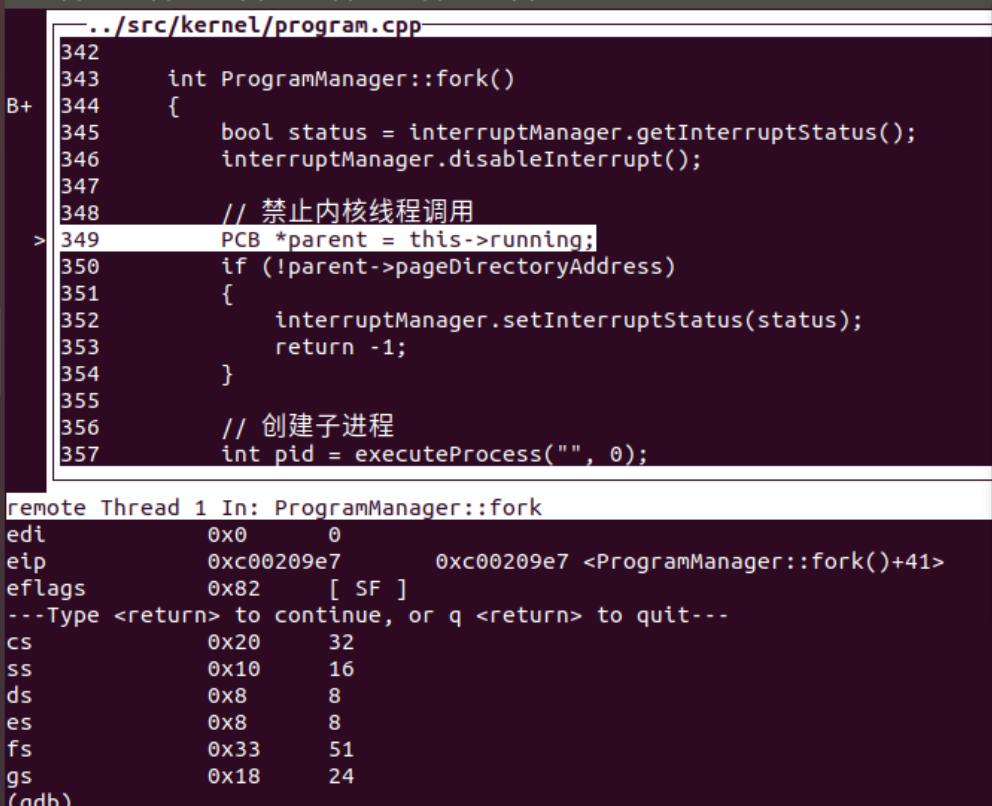 ../src/kernel/program.cpp
342
343     int ProgramManager::fork()
B+ 344     {
345         bool status = interruptManager.getInterruptStatus();
346         interruptManager.disableInterrupt();
347
348         // 禁止内核线程调用
> 349         PCB *parent = this->running;
350         if (!parent->pageDirectoryAddress)
351         {
352             interruptManager.setInterruptStatus(status);
353             return -1;
354         }
355
356         // 创建子进程
357         int pid = executeProcess("", 0);
remote Thread 1 In: ProgramManager::fork
edi            0x0      0
eip            0xc00209e7       0xc00209e7 <ProgramManager::fork()+41>
eflags         0x82     [ SF ]
---Type <return> to continue, or q <return> to quit---
cs             0x20     32
ss             0x10     16
ds             0x8      8
es             0x8      8
fs             0x33     51
gs             0x18     24
(gdb)